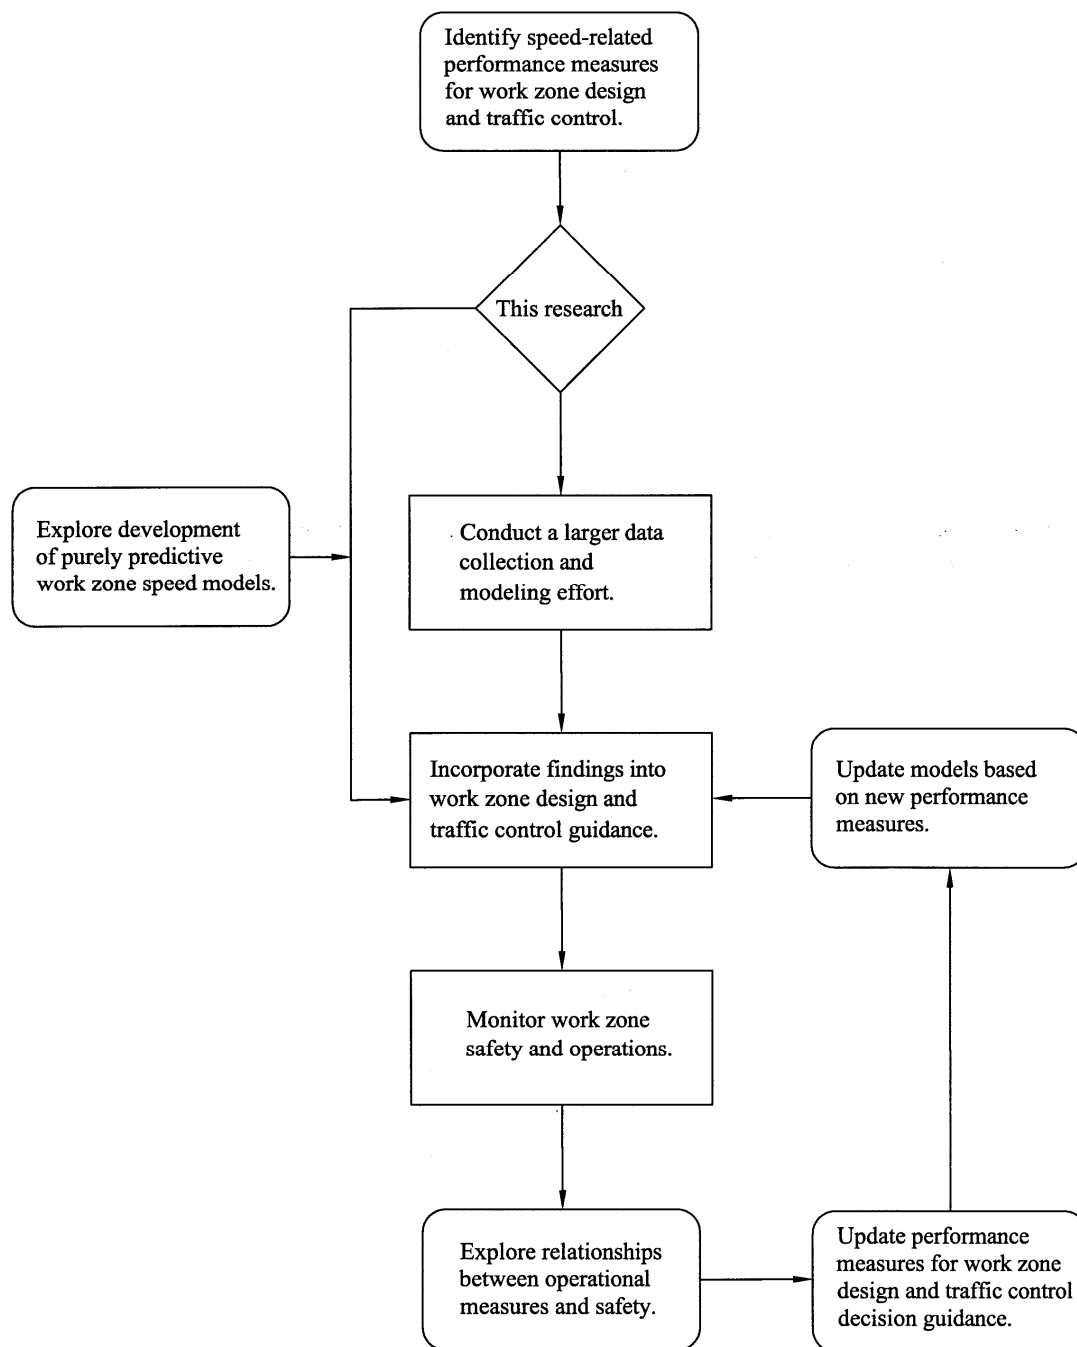 Identify speed-related
performance measures
for work zone design
and traffic control.
This research
Explore development
of purely predictive
work zone speed models.
Conduct a larger data
collection and
modeling effort.
Incorporate findings into
work zone design and
traffic control guidance.
Update models based
on new performance
measures.
Monitor work zone
safety and operations.
Explore relationships
between operational
measures and safety.
Update performance
measures for work zone
design and traffic control
decision guidance.